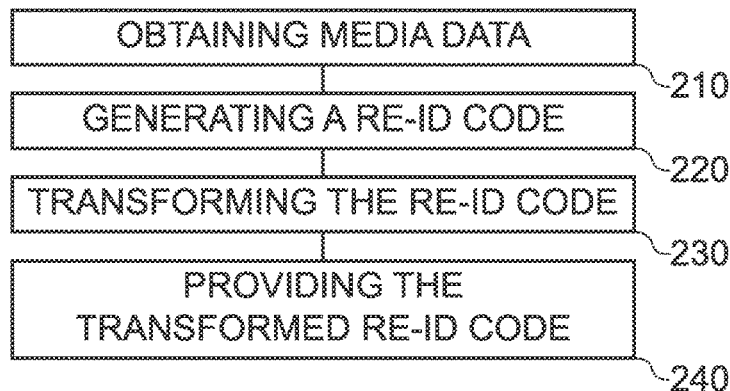 OBTAINING MEDIA DATA
210
GENERATING A RE-ID CODE
220
TRANSFORMING THE RE-ID CODE
230
PROVIDING THE
TRANSFORMED RE-ID CODE
240